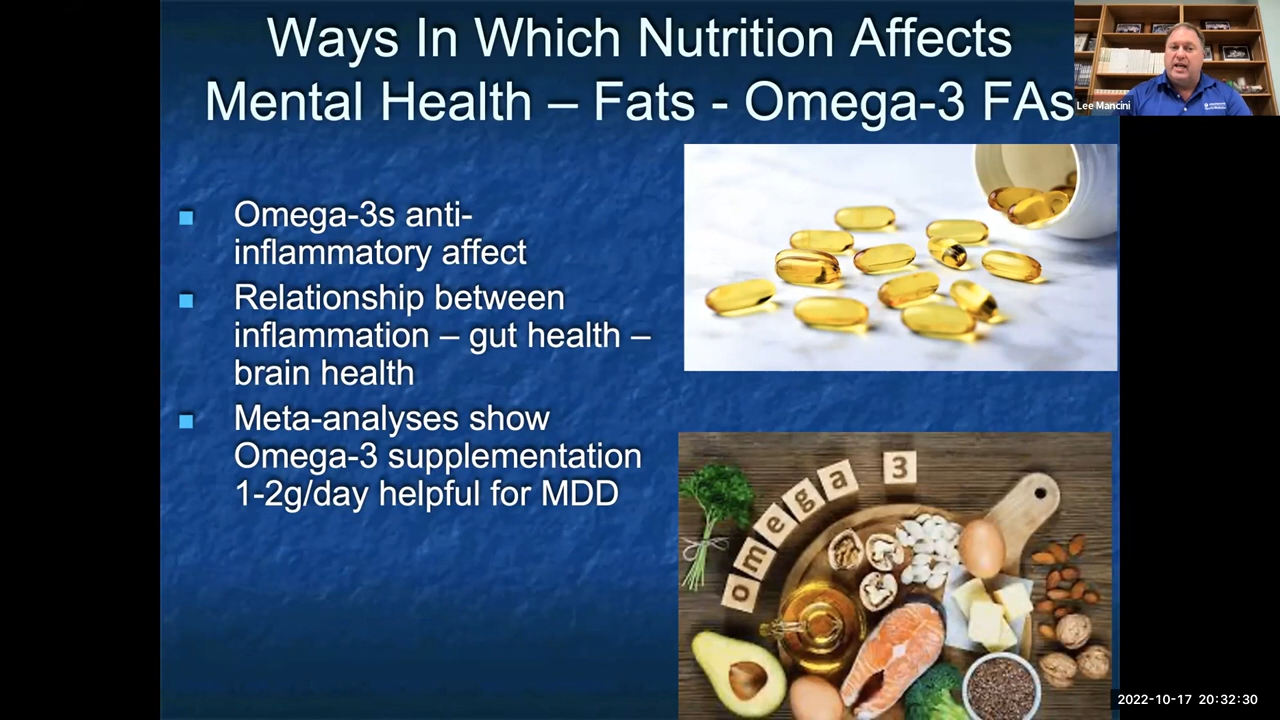 Ways In Which Nutrition Affects
Mental Health – Fats - Omega-3 FAs
Lee Mancini
Omega-3s anti-
inflammatory affect
Relationship between
inflammation – gut health –
brain health
Meta-analyses show
Omega-3 supplementation
1-2g/day helpful for MDD
omega 3
2022-10-17 20:32:30